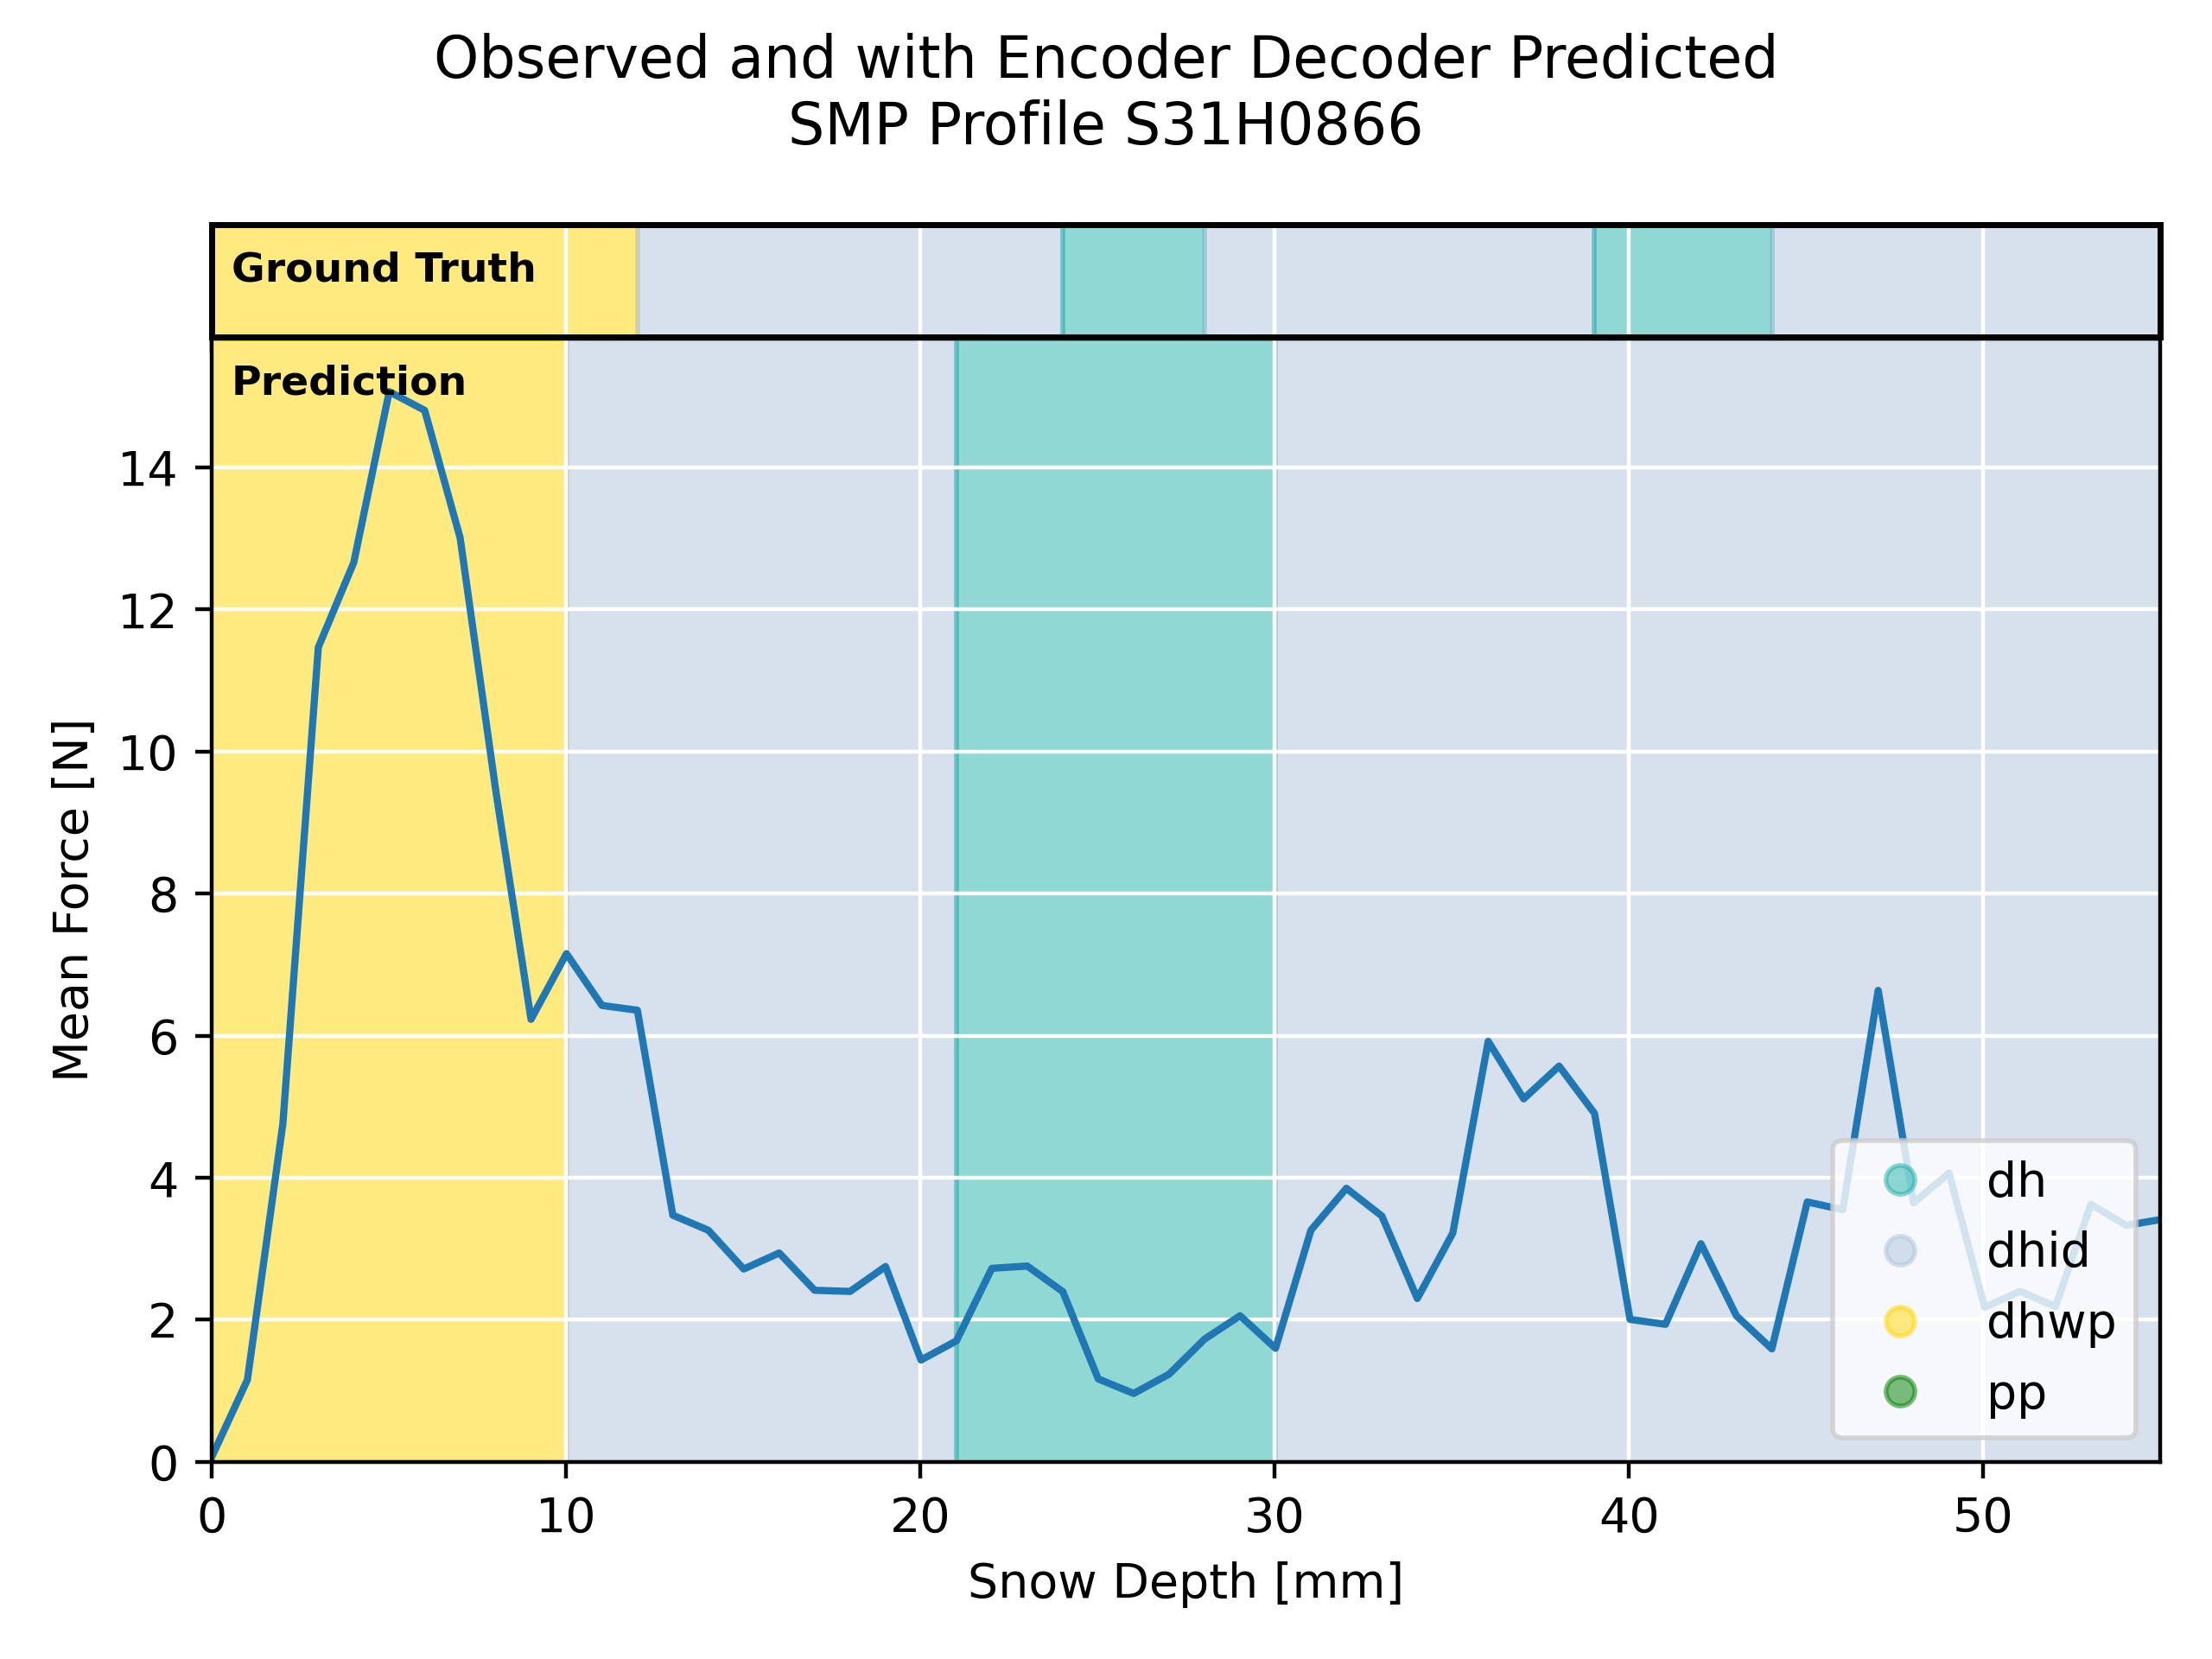 Observed and with Encoder Decoder Predicted
SMP Profile S31H0866
Ground Truth
Prediction
14
12
10
8
6
4
2
0
Mean Force [N]
0 10 20 30 40 50
Snow Depth [mm]
dh
dhid
dhwp
pp